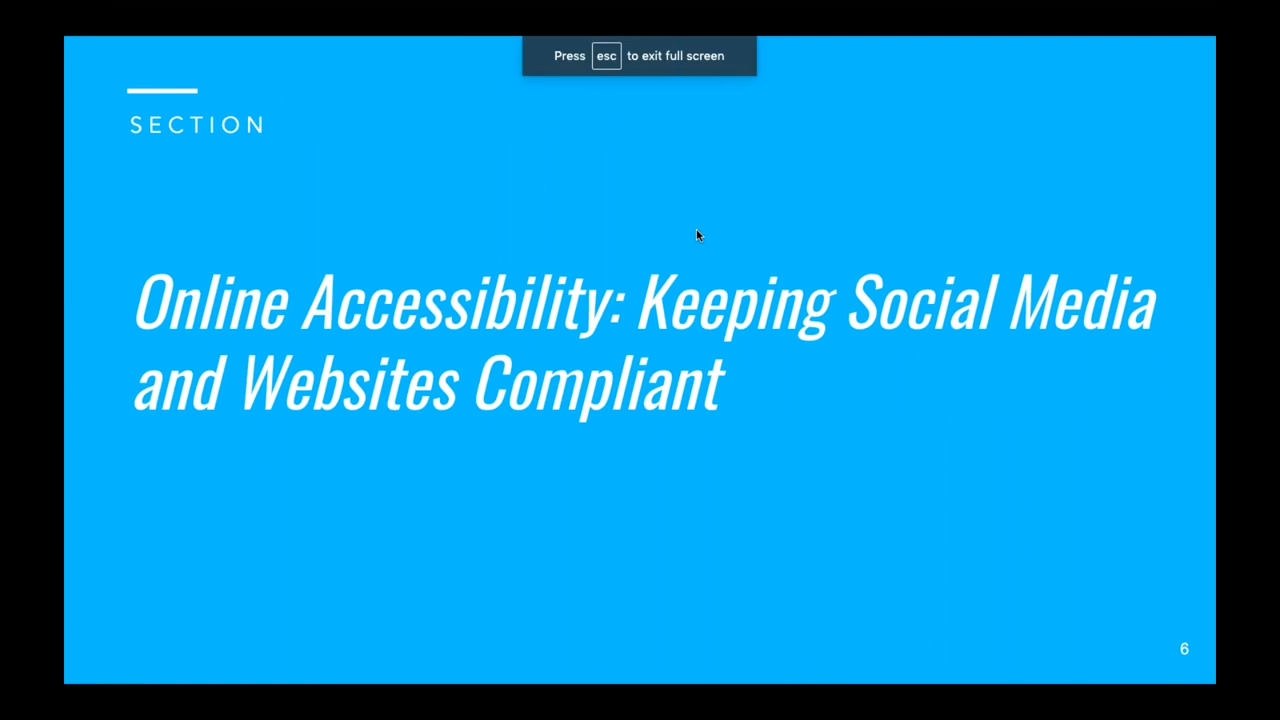 Press esc to exit full screen
SECTION
Online Accessibility: Keeping Social Media
and Websites Compliant
6